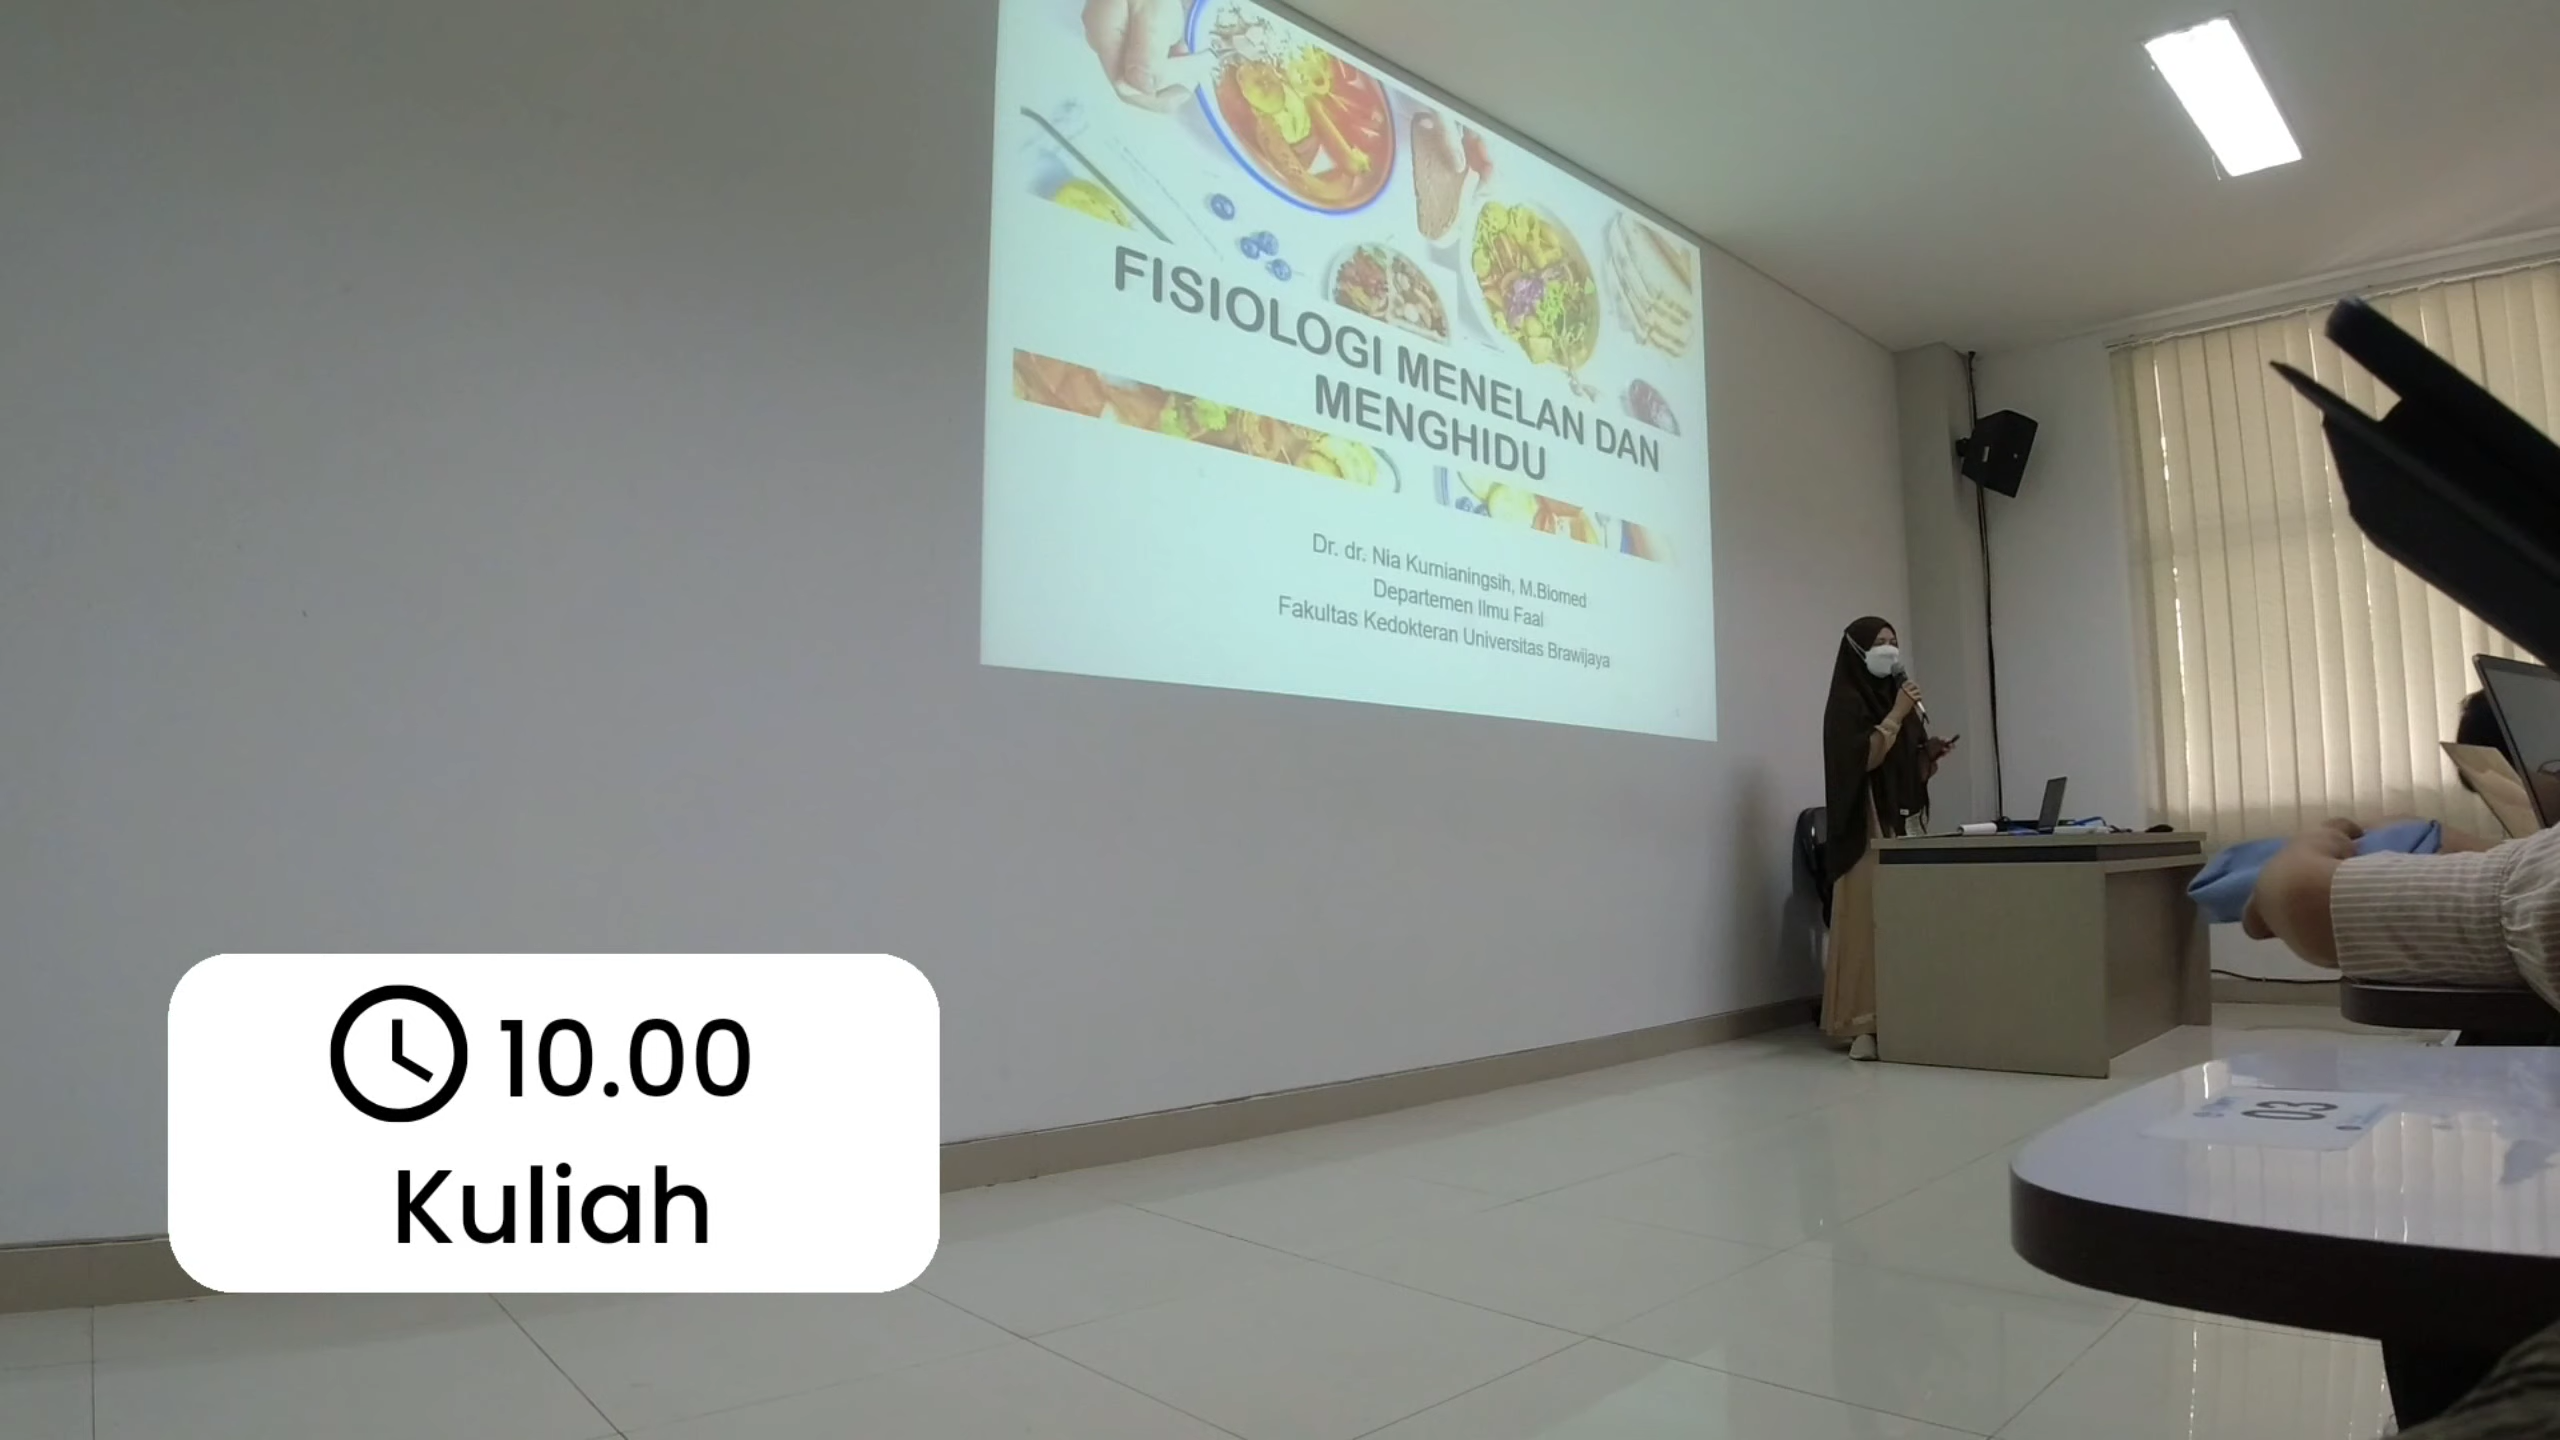 FISIOLOGI MENELAN DAN
MENGHIDU
Dr. dr. Nia Kurnianingsih, M.Biomed
Departemen Ilmu Faal
Fakultas Kedokteran Universitas Brawijaya
10.00
Kuliah
03